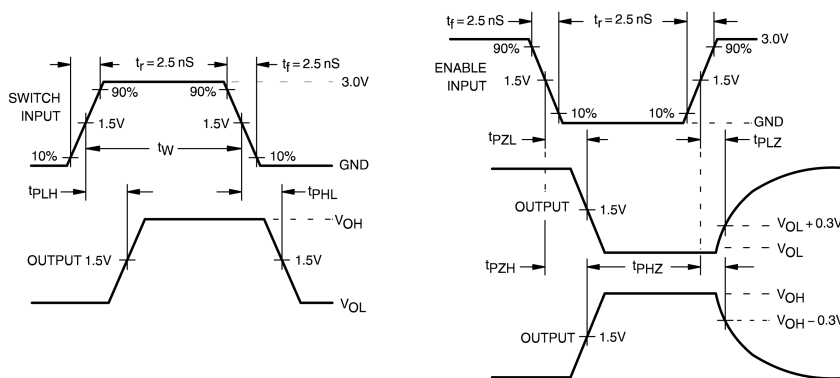 tr = 2.5 nS
tf = 2.5 nS
3.0V
SWITCH
INPUT
90%
90%
1.5V
1.5V
tW
10%
10%
GND
tPLH
tPHL
VOH
OUTPUT 1.5V
1.5V
VOL
tf = 2.5 nS
tr = 2.5 nS
3.0V
90%
90%
ENABLE
INPUT
1.5V
1.5V
10%
10%
GND
tPZL
tPLZ
OUTPUT
1.5V
VOL + 0.3V
VOL
tPZH
tPHZ
VOH
VOH – 0.3V
OUTPUT
1.5V